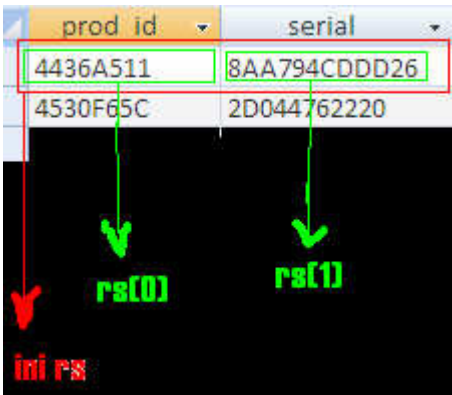 prod_id serial
4436A511 8AA794CDDD26
4530F65C 2D044762220
rs(0) rs(1)
ini rs